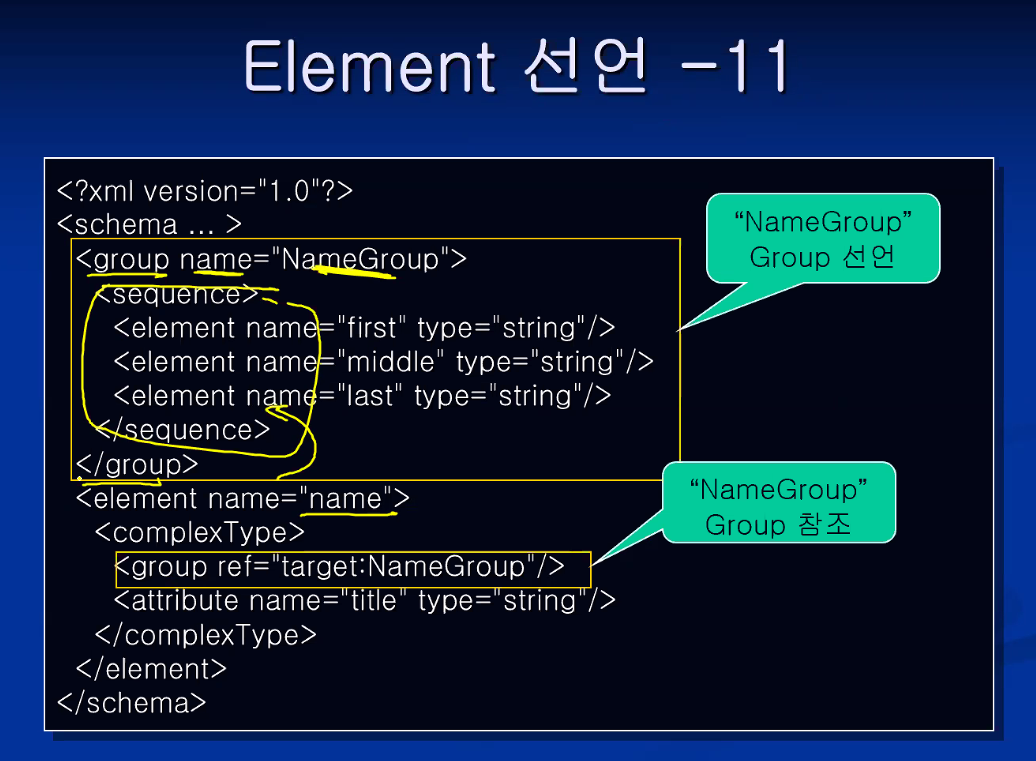 Element 선언 -11
<?xml version="1.0"?>
<schema ... >
<group name="NameGroup">
<sequence>
<element name="first" type="string"/>
<element name="middle" type="string"/>
<element name="last" type="string"/>
</sequence>
</group>
<element name="name">
<complexType>
<group ref="target:NameGroup"/>
<attribute name="title" type="string"/>
</complexType>
</element>
</schema>
“NameGroup”
Group 선언
“NameGroup”
Group 참조